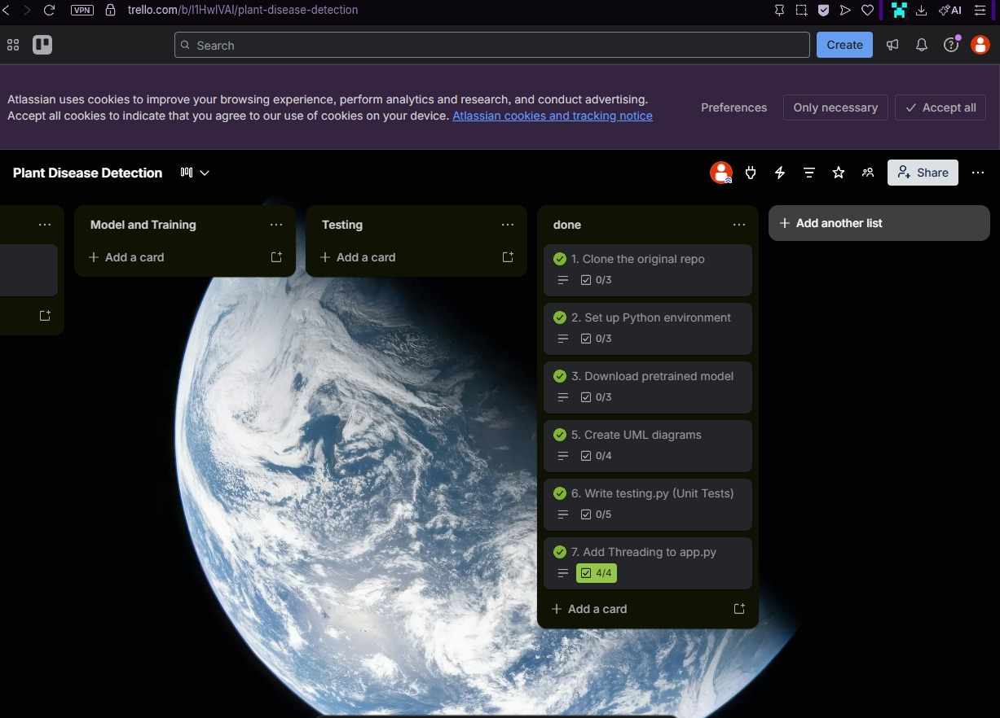 VPN
trello.com/b/I1HwIVAI/plant-disease-detection
AI
Search
Create
Atlassian uses cookies to improve your browsing experience, perform analytics and research, and conduct advertising.
Accept all cookies to indicate that you agree to our use of cookies on your device. Atlassian cookies and tracking notice
Preferences
Only necessary
Accept all
Plant Disease Detection
Share
Model and Training
Add a card
Testing
Add a card
done
1. Clone the original repo
0/3
2. Set up Python environment
0/3
3. Download pretrained model
0/3
5. Create UML diagrams
0/4
6. Write testing.py (Unit Tests)
0/5
7. Add Threading to app.py
4/4
Add a card
Add another list